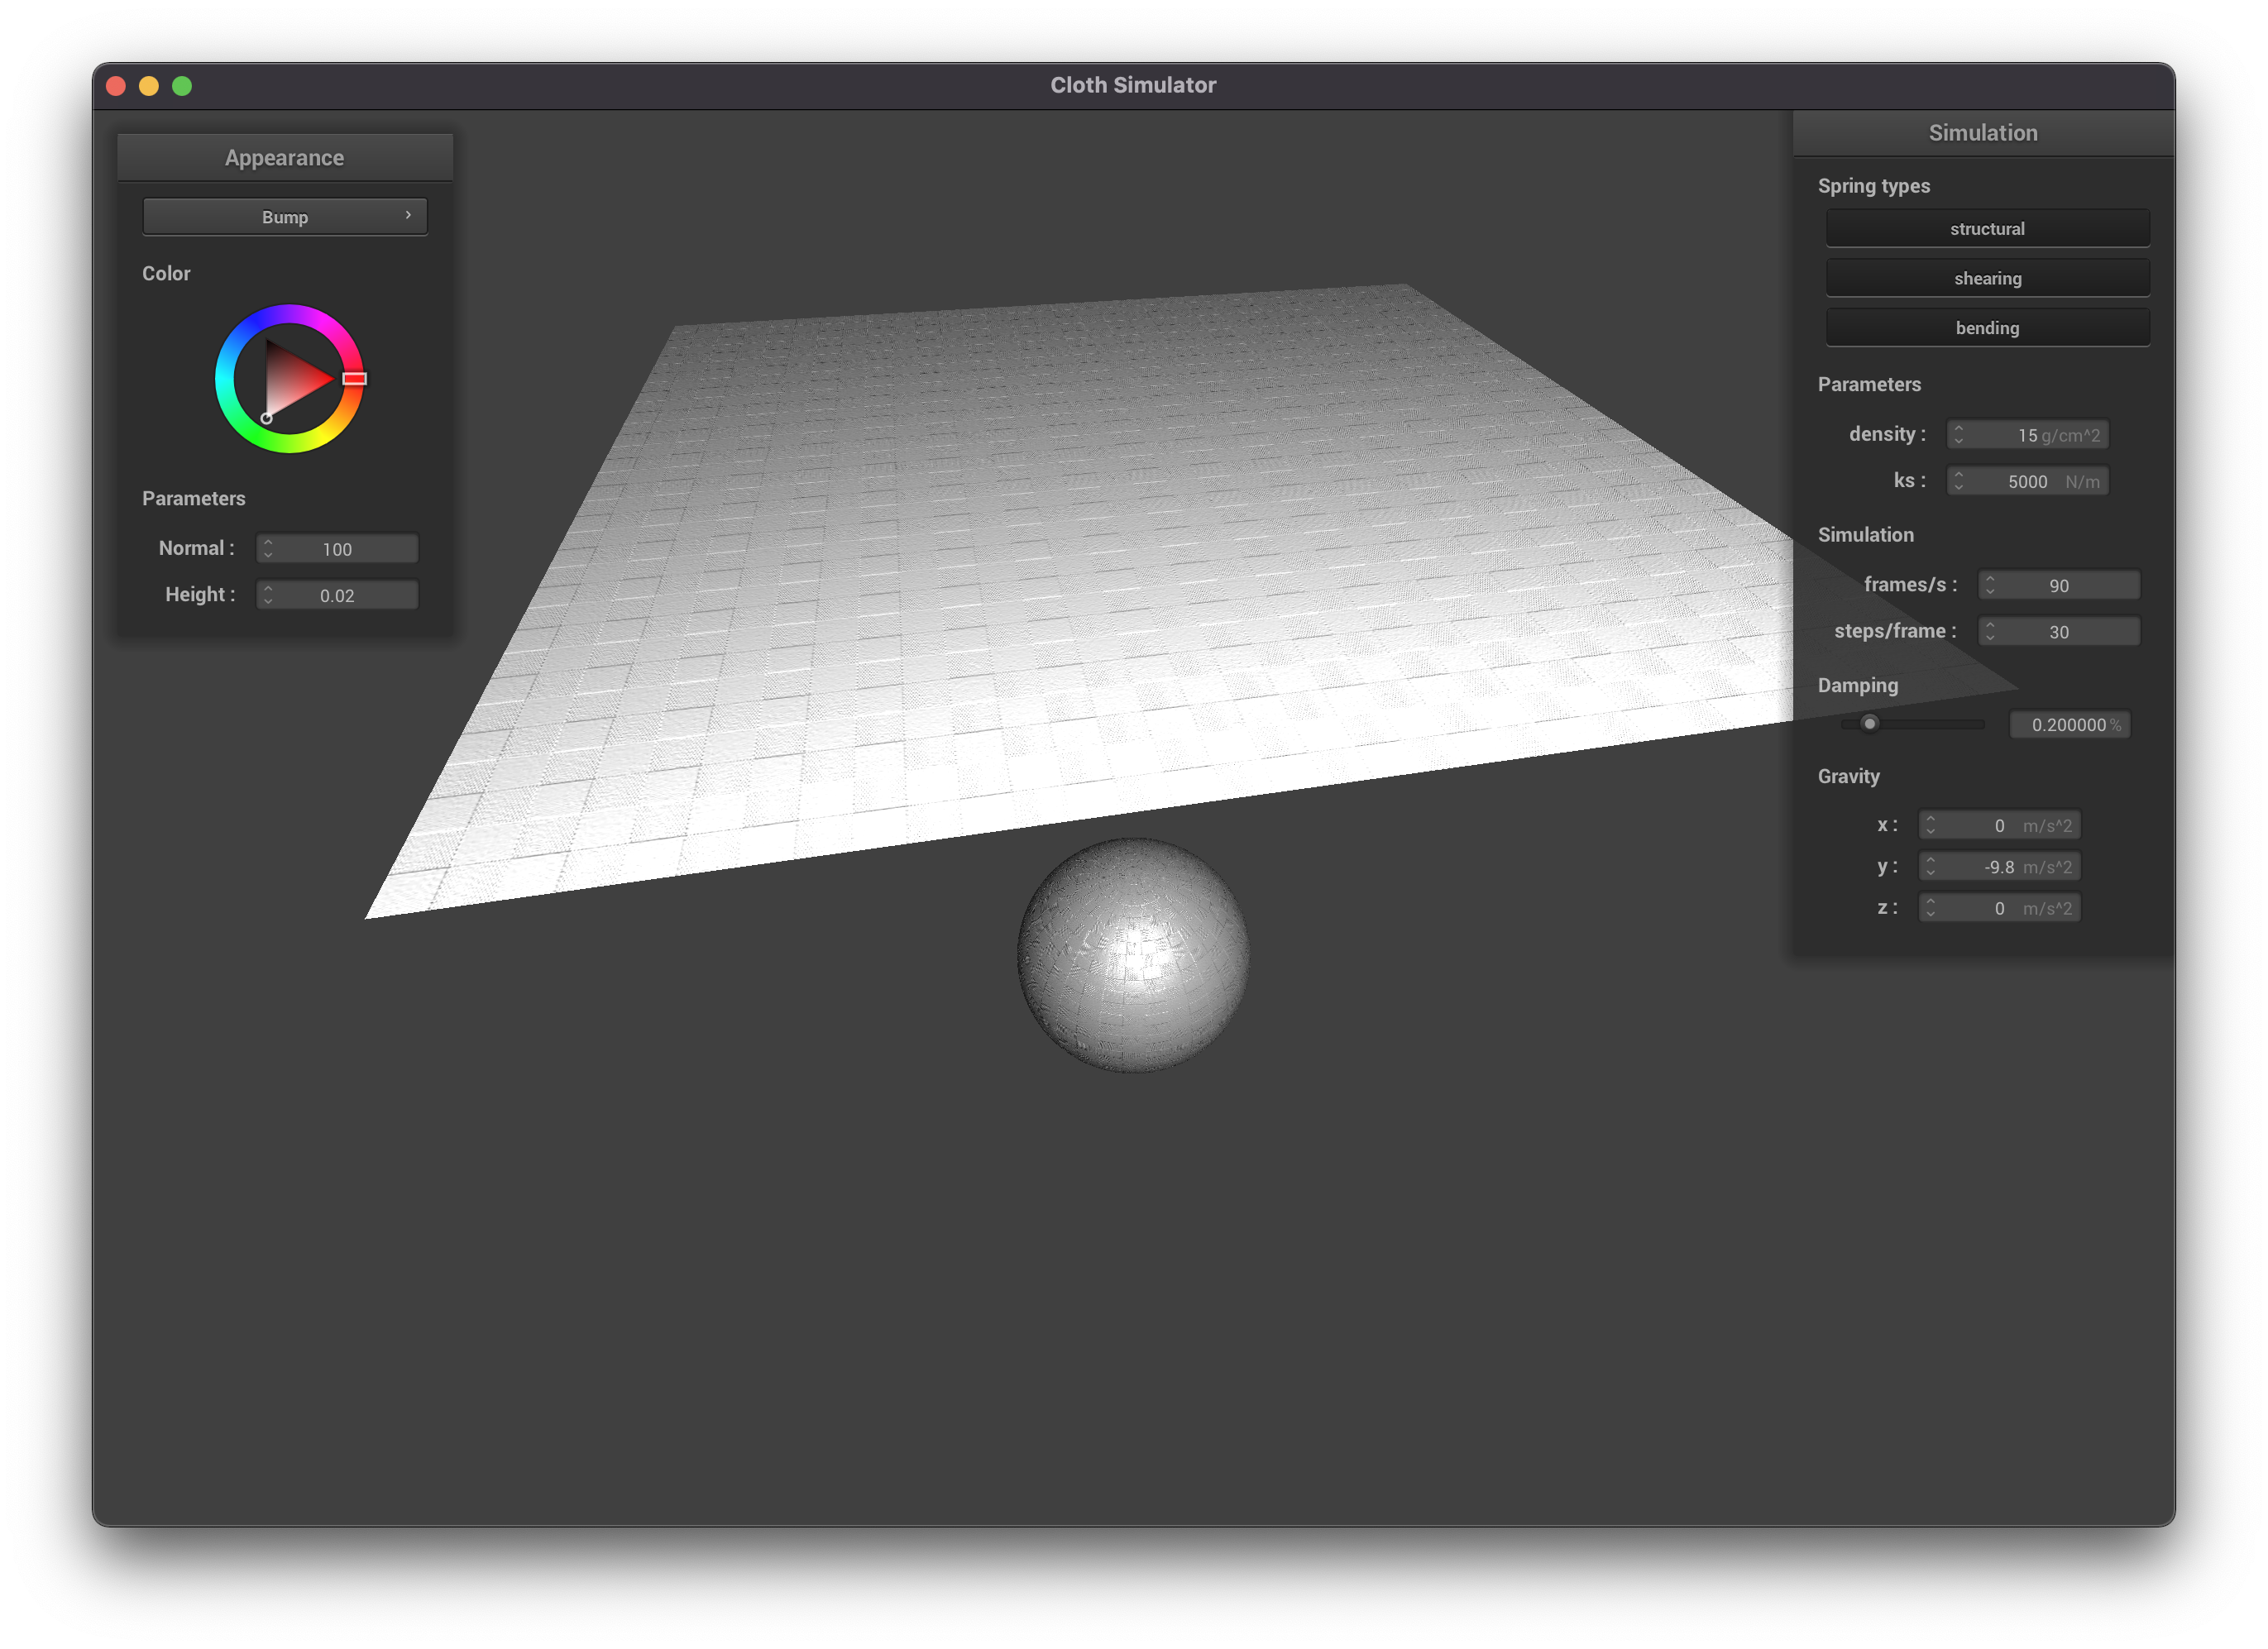 Cloth Simulator
Appearance
Bump
Color
Parameters
Normal : 100
Height : 0.02
Simulation
Spring types
structural
shearing
bending
Parameters
density : 15 g/cm^2
ks : 5000 N/m
Simulation
frames/s : 90
steps/frame : 30
Damping
0.200000 %
Gravity
x : 0 m/s^2
y : -9.8 m/s^2
z : 0 m/s^2